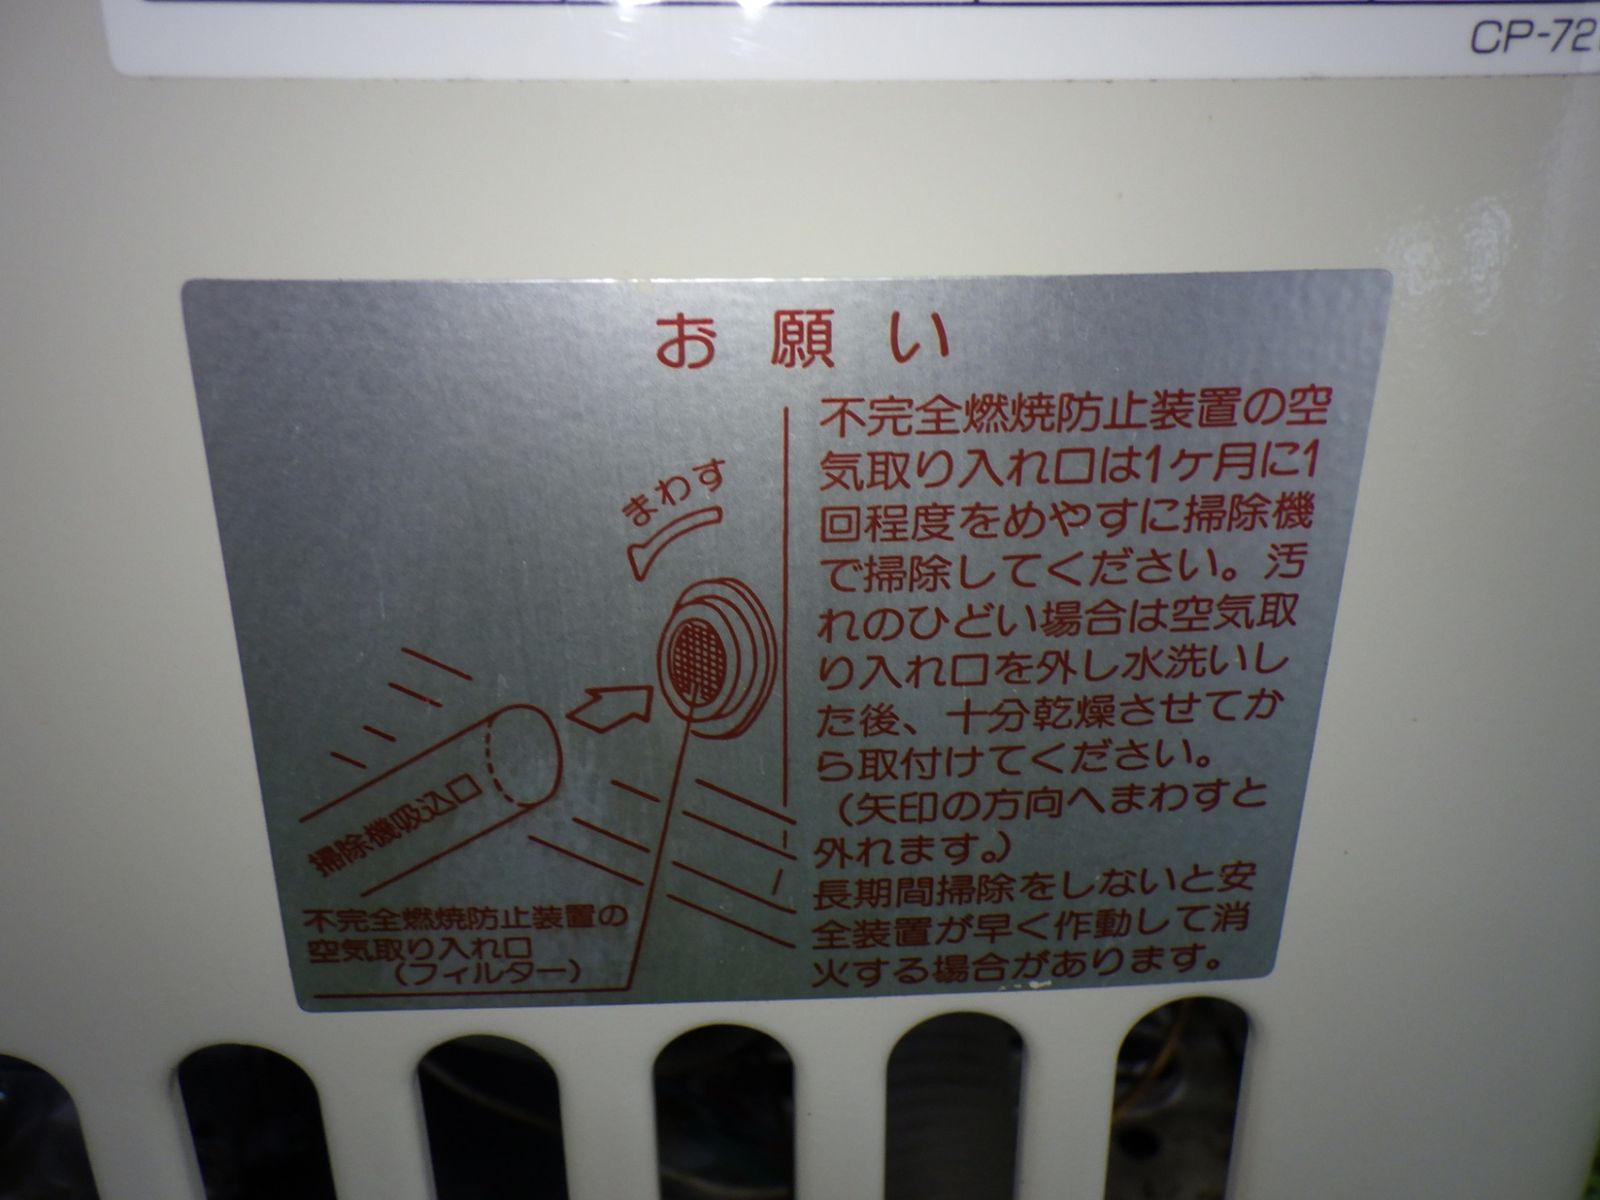 お願い
不完全燃焼防止装置の空
気取り入れ口は1ケ月に1
回程度をめやすに掃除機
で掃除してください。汚
れのひどい場合は空気取
り入れ口を外し水洗いし
た後、十分乾燥させてか
ら取付けてください。
(矢印の方向へまわすと
外れます。)
長期間掃除をしないと安
全装置が早く作動して消
火する場合があります。
まわす
掃除機吸込口
不完全燃焼防止装置の
空気取り入れ口
(フィルター)